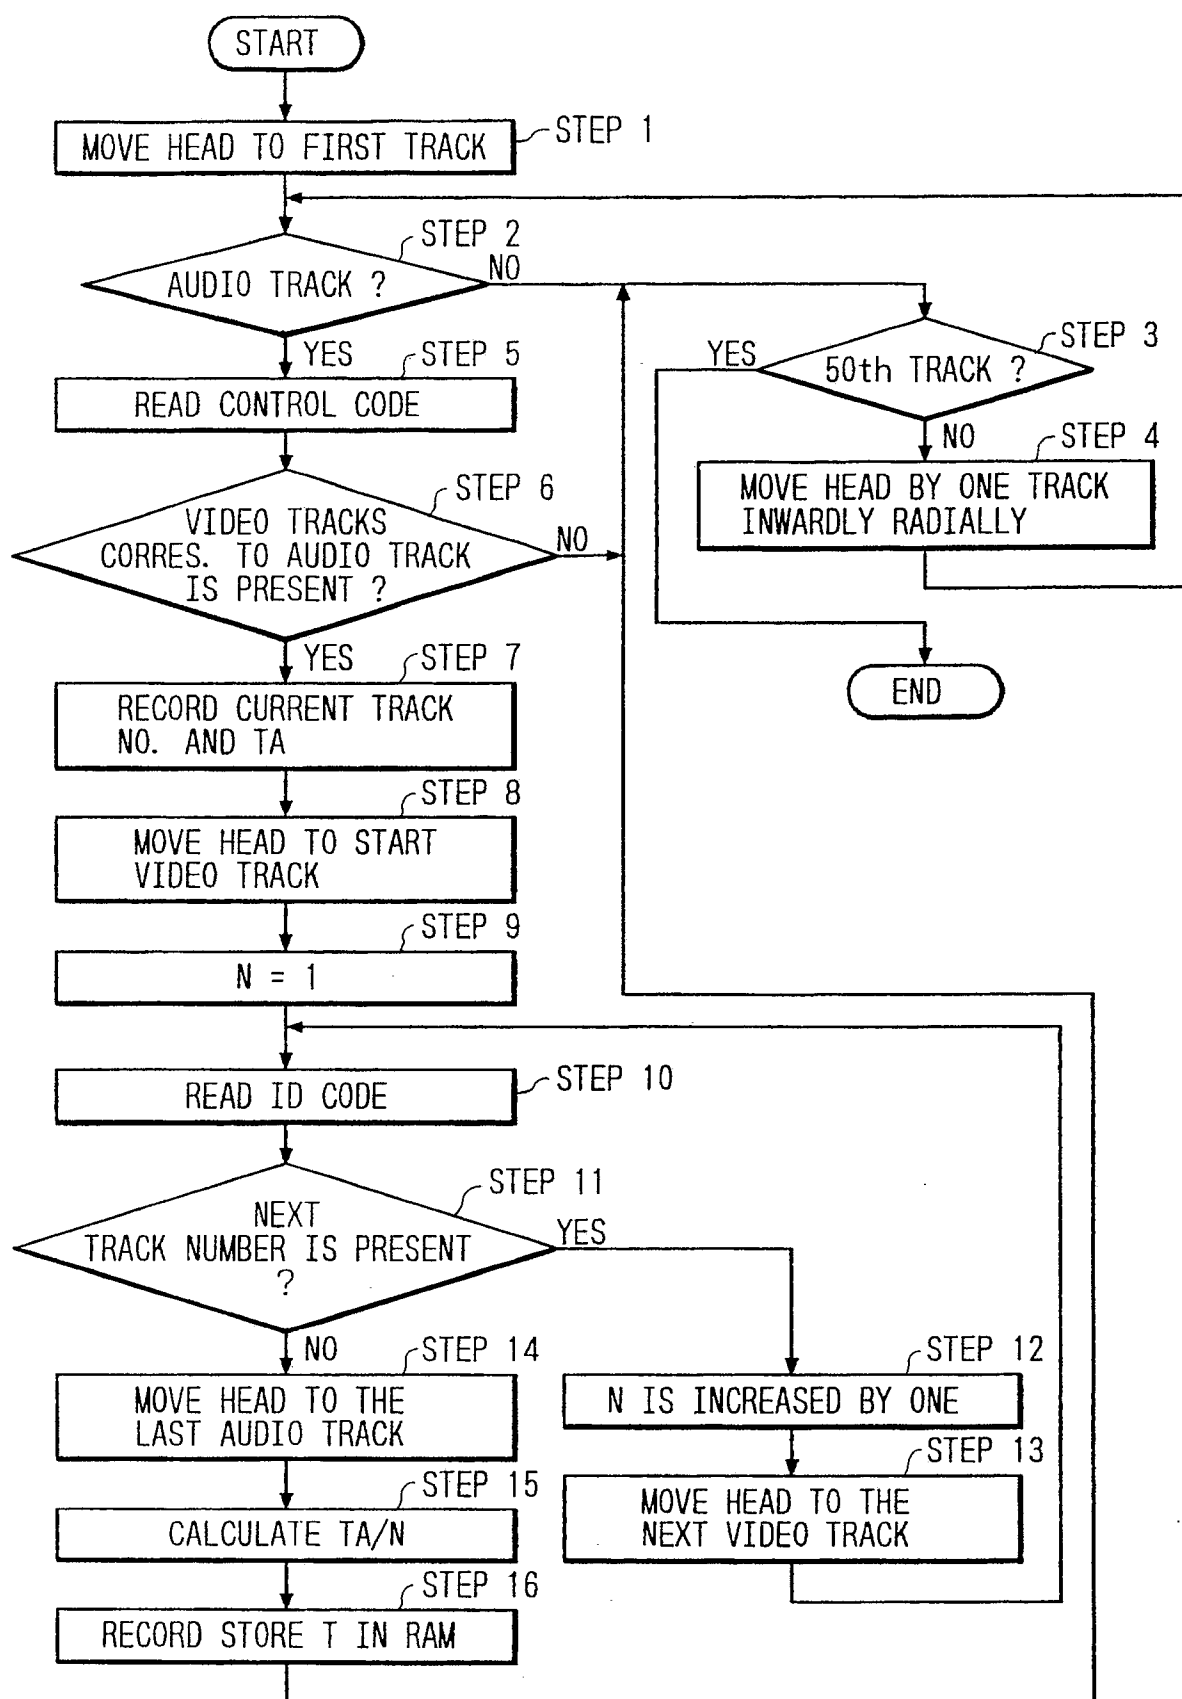 START
MOVE HEAD TO FIRST TRACK
STEP 1
STEP 2
AUDIO TRACK ?
NO
YES
STEP 3
50th TRACK ?
YES
NO
STEP 4
MOVE HEAD BY ONE TRACK
INWARDLY RADIALLY
END
STEP 5
READ CONTROL CODE
STEP 6
VIDEO TRACKS
CORRES. TO AUDIO TRACK
IS PRESENT ?
NO
YES
STEP 7
RECORD CURRENT TRACK
NO. AND TA
STEP 8
MOVE HEAD TO START
VIDEO TRACK
STEP 9
N = 1
READ ID CODE
STEP 10
STEP 11
NEXT
TRACK NUMBER IS PRESENT
?
YES
NO
STEP 12
N IS INCREASED BY ONE
STEP 13
MOVE HEAD TO THE
NEXT VIDEO TRACK
STEP 14
MOVE HEAD TO THE
LAST AUDIO TRACK
STEP 15
CALCULATE TA/N
STEP 16
RECORD STORE T IN RAM